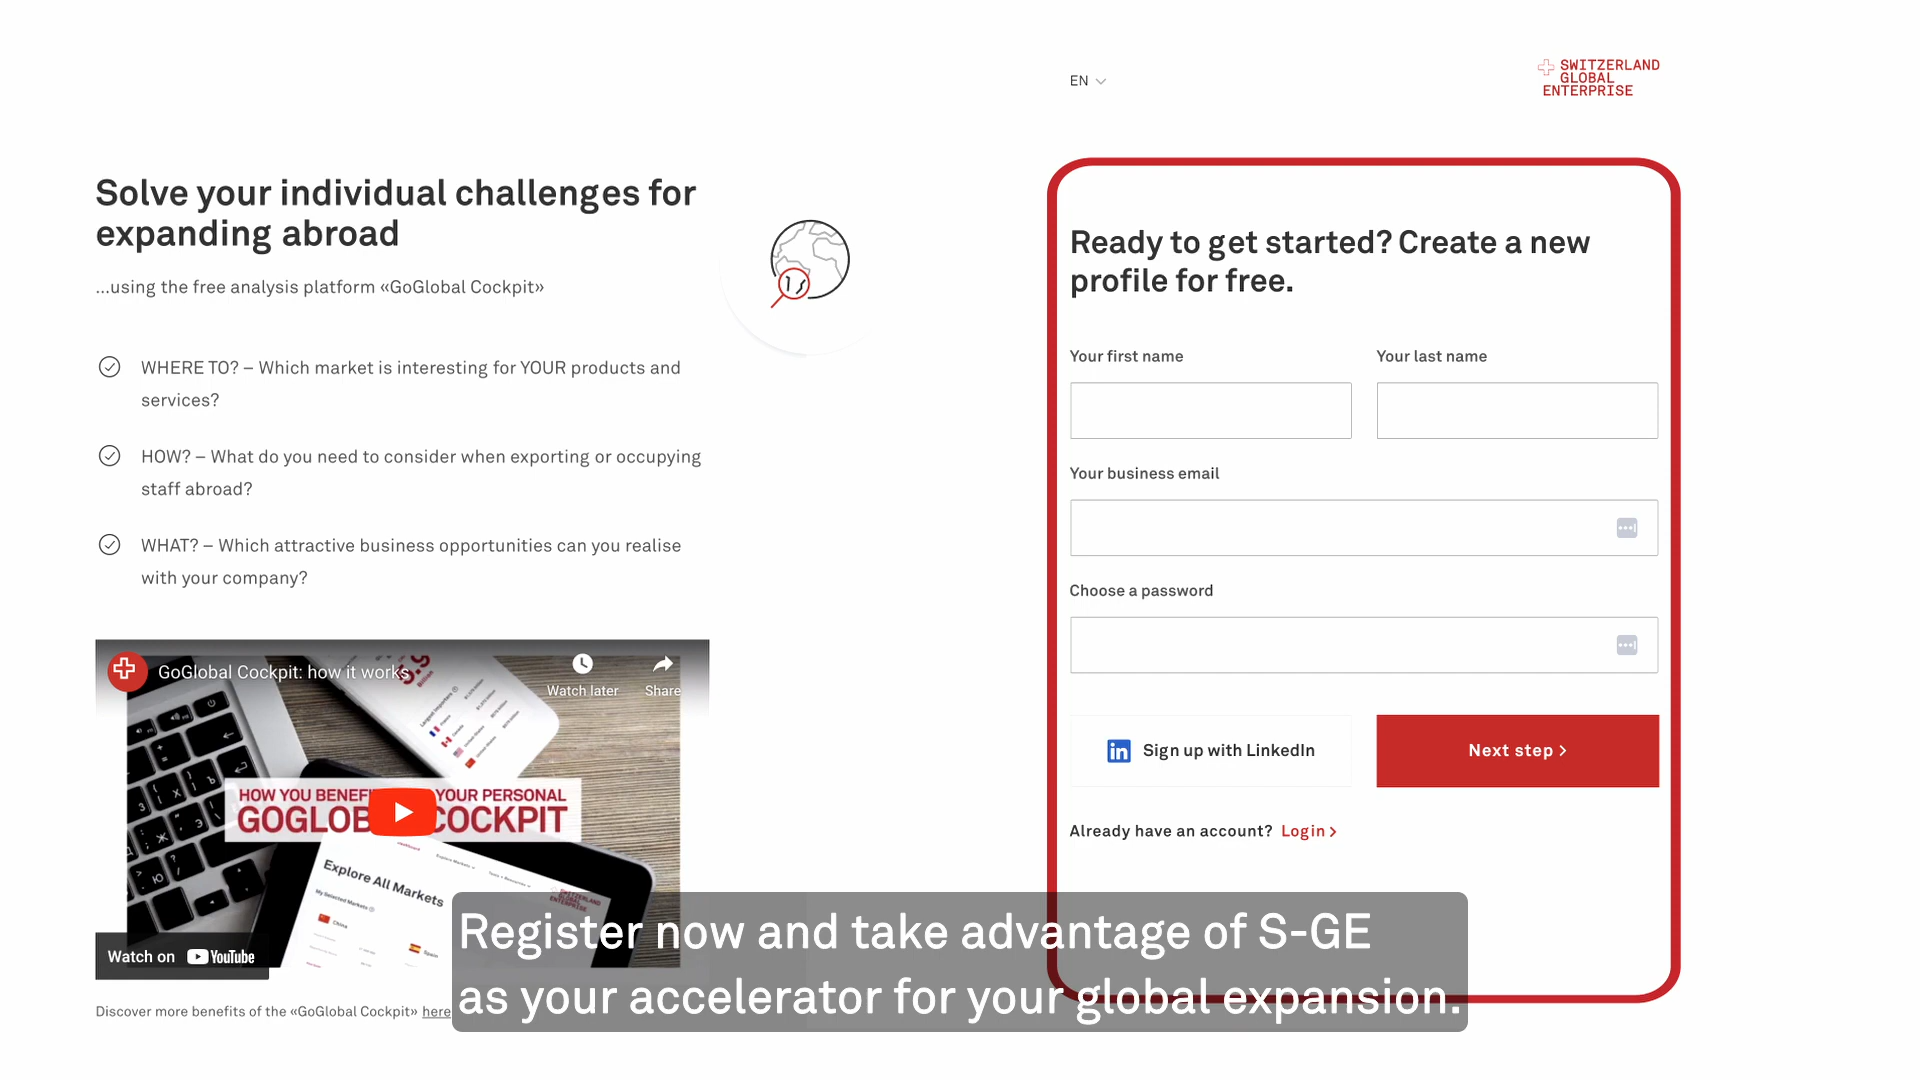 EN
SWITZERLAND
GLOBAL
ENTERPRISE
Solve your individual challenges for
expanding abroad
...using the free analysis platform «GoGlobal Cockpit»
WHERE TO? – Which market is interesting for YOUR products and
services?
HOW? – What do you need to consider when exporting or occupying
staff abroad?
WHAT? – Which attractive business opportunities can you realise
with your company?
GoGlobal Cockpit: how it works
Watch later
Share
HOW YOU BENEF
YOUR PERSONAL
GOGLOB
COCKPIT
Explore All Markets
My Selected Markets
China
Spain
Watch on YouTube
Discover more benefits of the «GoGlobal Cockpit» here
Ready to get started? Create a new
profile for free.
Your first name
Your last name
Your business email
Choose a password
Sign up with LinkedIn
Next step >
Already have an account? Login >
Register now and take advantage of S-GE
as your accelerator for your global expansion.